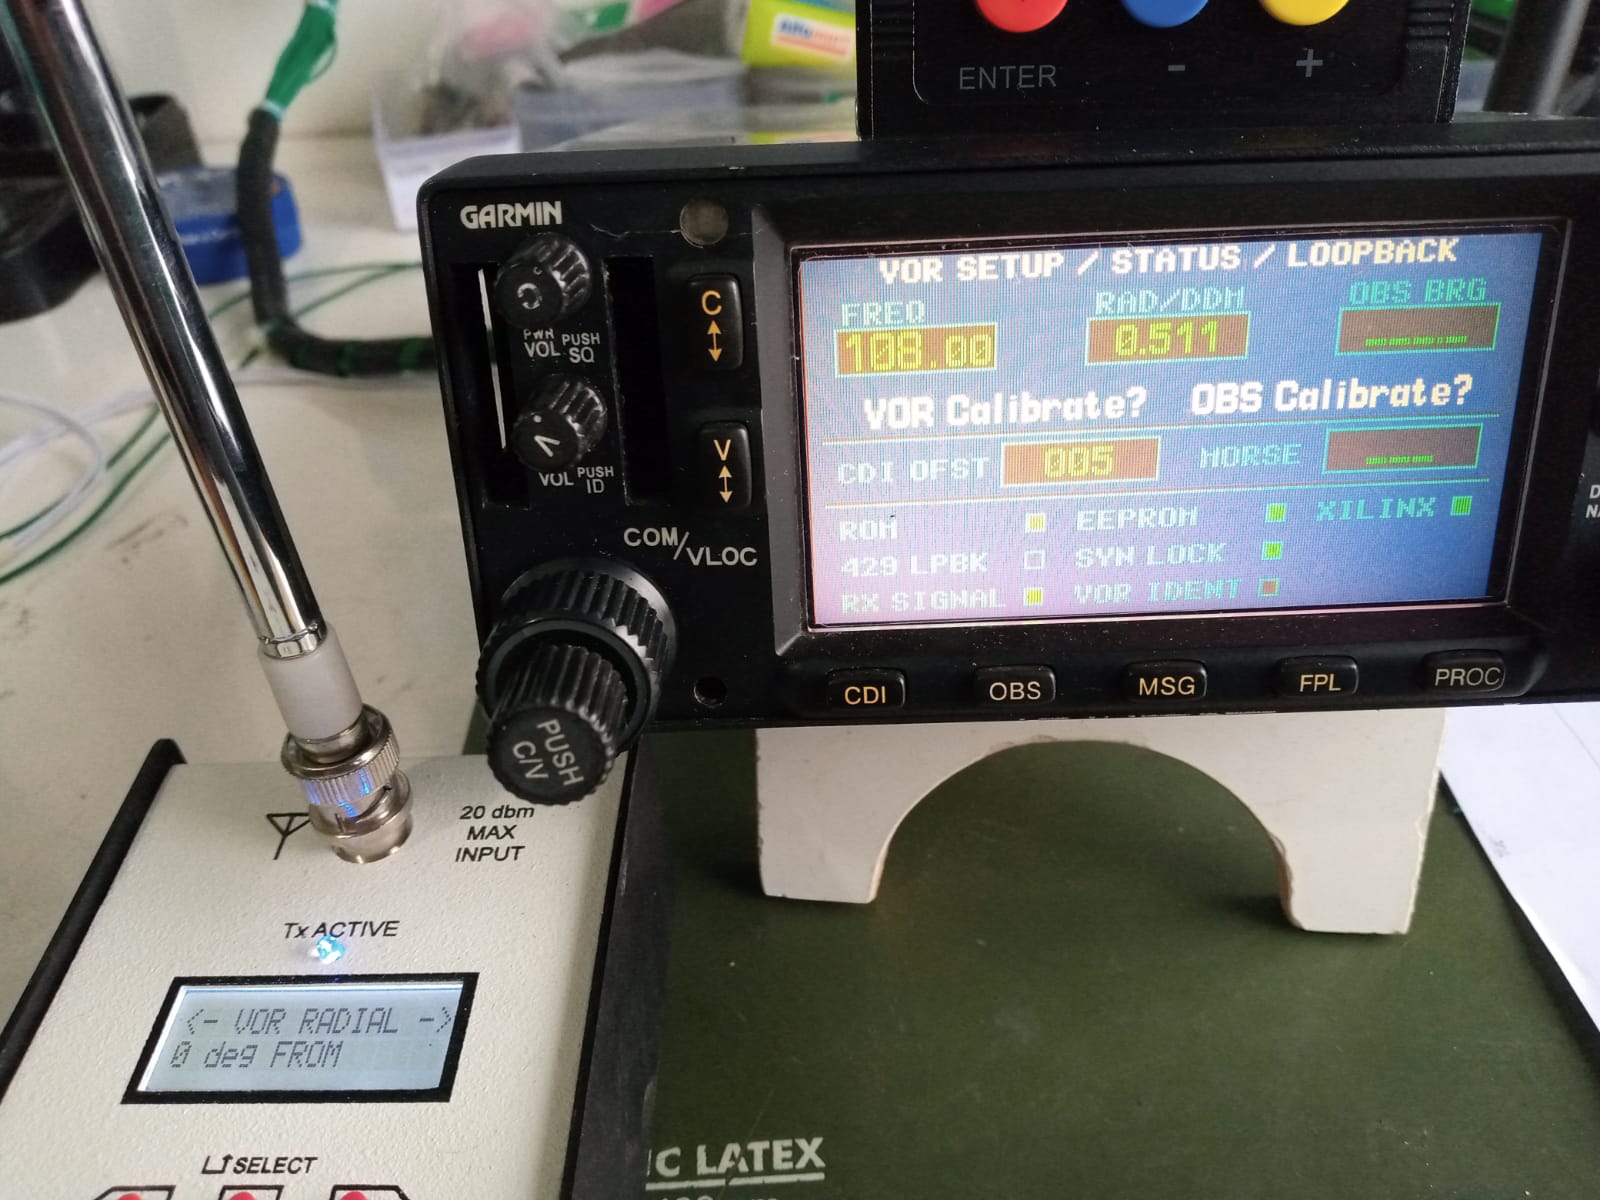 ENTER - +
GARMIN
C
PWR
VOL PUSH
SQ
V
VOL PUSH
ID
COM/VLOC
PUSH
C/V
VOR SETUP / STATUS / LOOPBACK
FREQ RAD/DDM OBS BRG
108.00 0.511 _____
VOR Calibrate? OBS Calibrate?
CDI OFST 005 MORSE ____
ROM EEPROM XILINX
429 LPBK SYN LOCK
RX SIGNAL VOR IDENT
CDI OBS MSG FPL PROC
20 dbm
MAX
INPUT
Tx ACTIVE
<- VOR RADIAL ->
0 deg FROM
SELECT
C LATEX